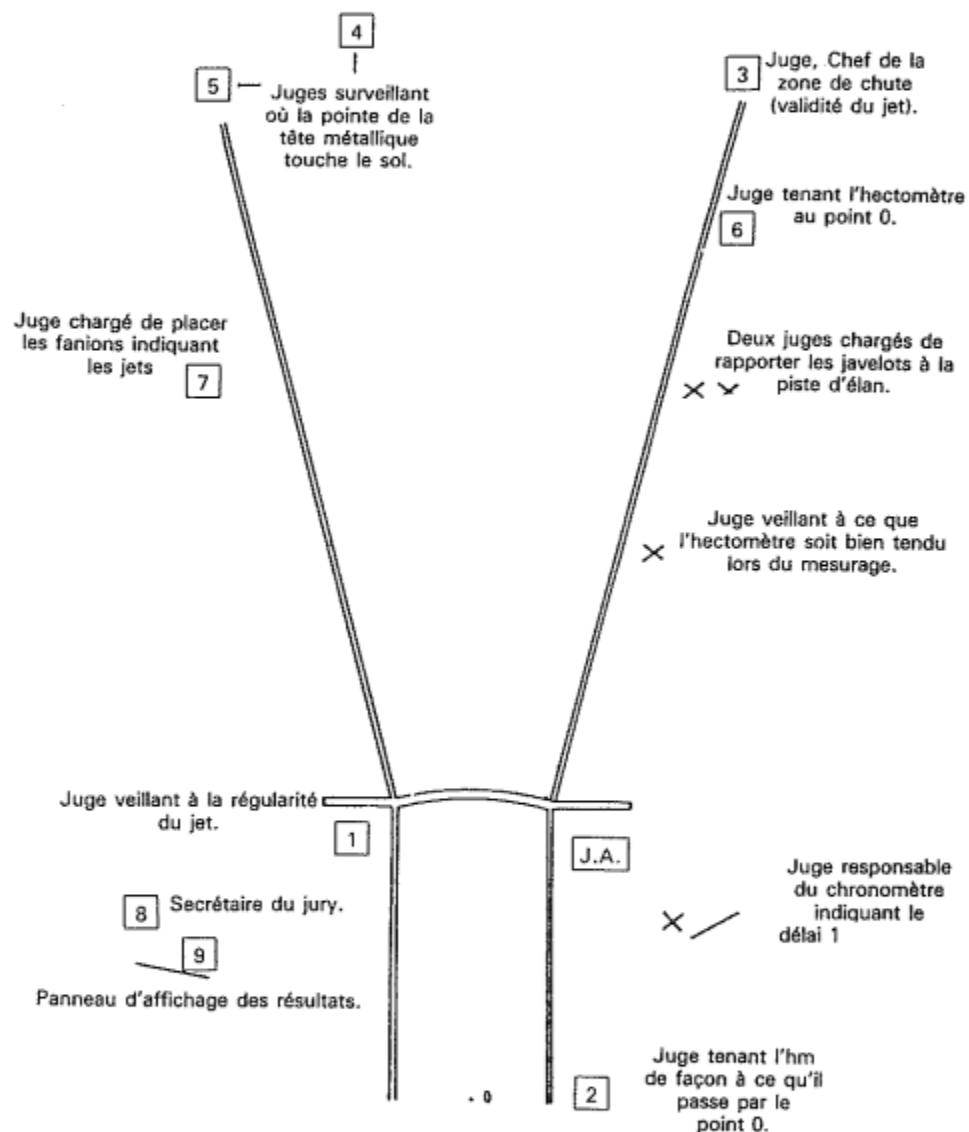 4
5
Juges surveillant
où la pointe de la
tête métallique
touche le sol.
3
Juge, Chef de la
zone de chute
(validité du jet).
Juge tenant l'hectomètre
au point 0.
6
Juge chargé de placer
les fanions indiquant
les jets
7
Deux juges chargés de
rapporter les javelots à la
piste d'élan.
Juge veillant à ce que
l'hectomètre soit bien tendu
lors du mesurage.
Juge veillant à la régularité
du jet.
1
J.A.
Juge responsable
du chronomètre
indiquant le
délai 1
8 Secrétaire du jury.
9
Panneau d'affichage des résultats.
Juge tenant l'hm
de façon à ce qu'il
passe par le
point 0.
2
. 0